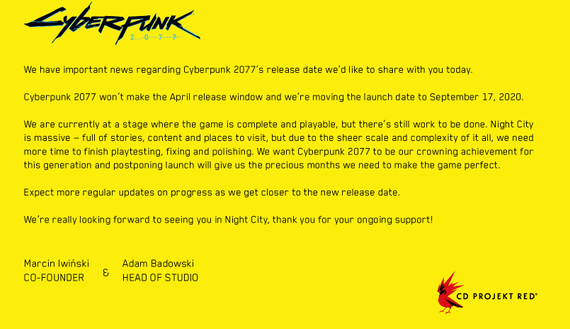 Cyberpunk
2·0·7·7
We have important news regarding Cyberpunk 2077's release date we'd like to share with you today.
Cyberpunk 2077 won't make the April release window and we're moving the launch date to September 17, 2020.
We are currently at a stage where the game is complete and playable, but there's still work to be done. Night City
is massive – full of stories, content and places to visit, but due to the sheer scale and complexity of it all, we need
more time to finish playtesting, fixing and polishing. We want Cyberpunk 2077 to be our crowning achievement for
this generation and postponing launch will give us the precious months we need to make the game perfect.
Expect more regular updates on progress as we get closer to the new release date.
We're really looking forward to seeing you in Night City, thank you for your ongoing support!
Marcin Iwiński & Adam Badowski
CO-FOUNDER HEAD OF STUDIO
CD PROJEKT RED®